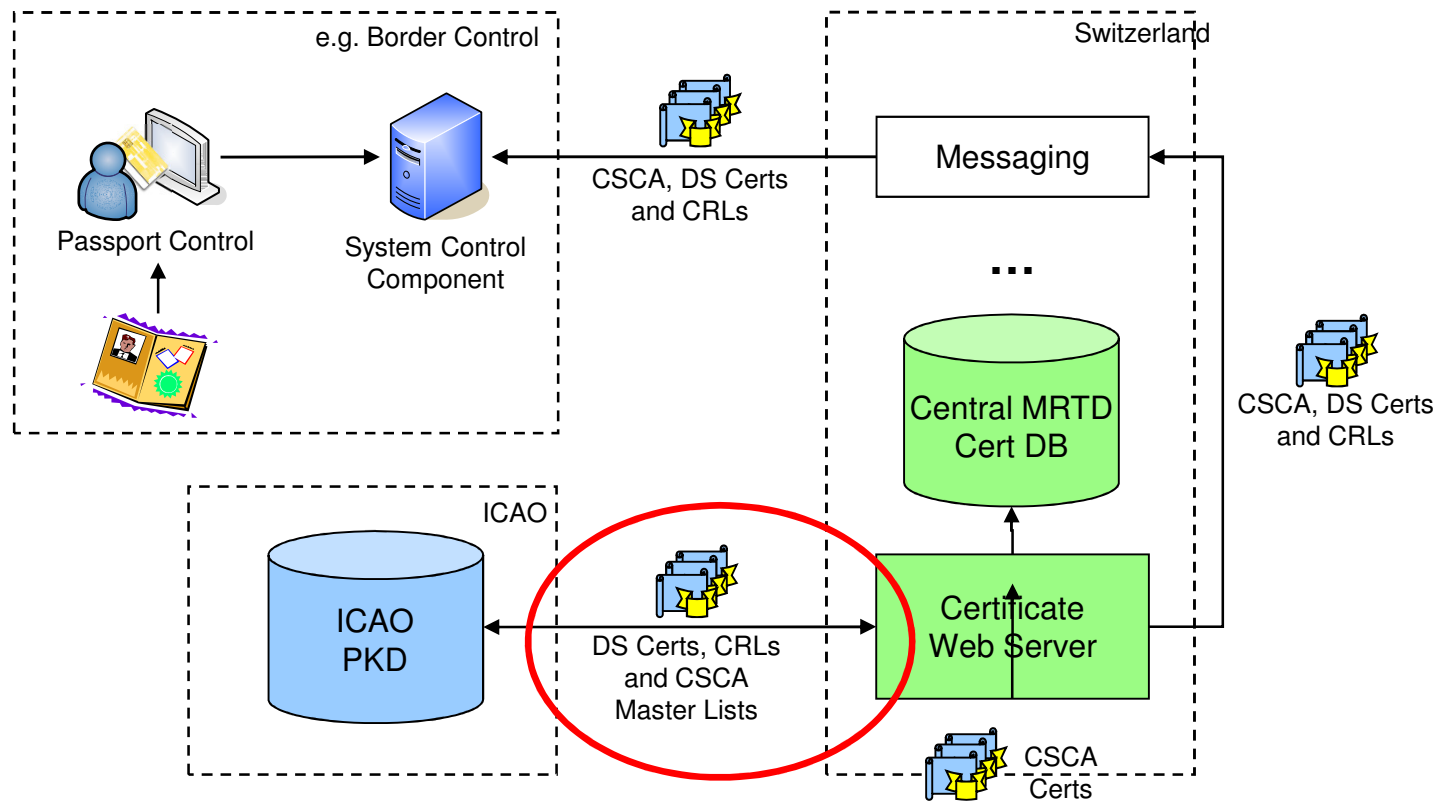 e.g. Border Control
Switzerland
Messaging
CSCA, DS Certs
and CRLs
Passport Control
System Control
Component
...
Central MRTD
Cert DB
CSCA, DS Certs
and CRLs
ICAO
ICAO
PKD
DS Certs, CRLs
and CSCA
Master Lists
Certificate
Web Server
CSCA
Certs